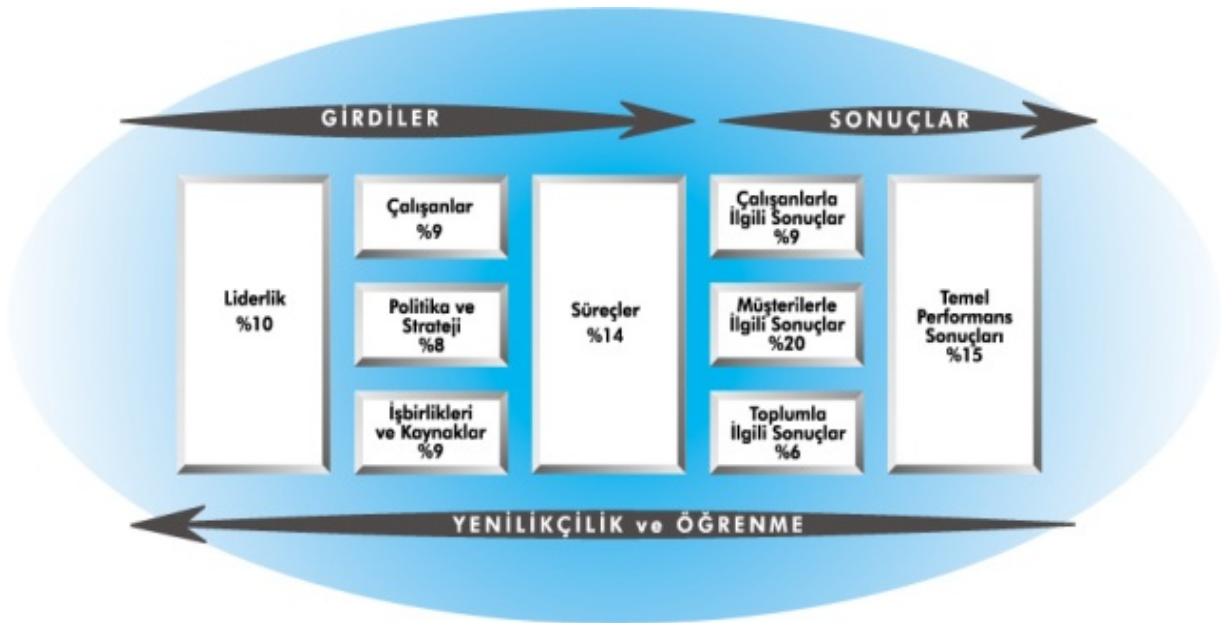 GİRDİLER
SONUÇLAR
Liderlik
%10
Çalışanlar
%9
Politika ve
Strateji
%8
İşbirlikleri
ve Kaynaklar
%9
Süreçler
%14
Çalışanlarla
İlgili Sonuçlar
%9
Müşterilerle
İlgili Sonuçlar
%20
Toplumla
İlgili Sonuçlar
%6
Temel
Performans
Sonuçları
%15
YENİLİKÇİLİK ve ÖĞRENME